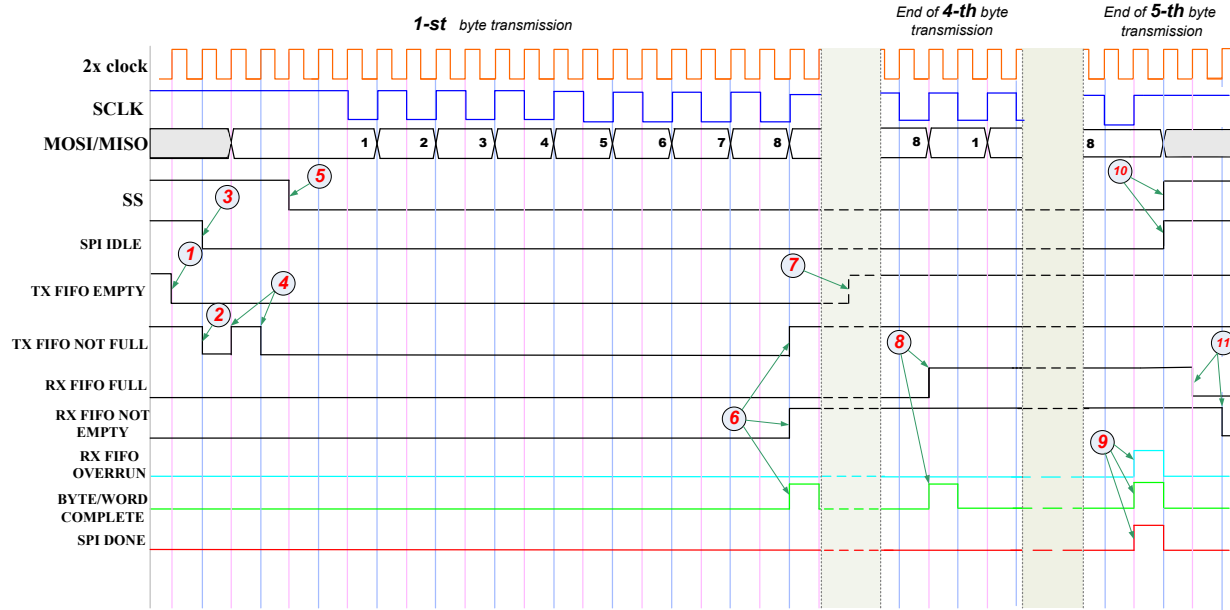 1-st byte transmission
End of 4-th byte
transmission
End of 5-th byte
transmission
2x clock
SCLK
MOSI/MISO
1 2 3 4 5 6 7 8 8 1 8
SS
5
10
3
SPI IDLE
1
7
TX FIFO EMPTY
4
2
TX FIFO NOT FULL
8
11
RX FIFO FULL
RX FIFO NOT
EMPTY
6
9
RX FIFO
OVERRUN
BYTE/WORD
COMPLETE
SPI DONE